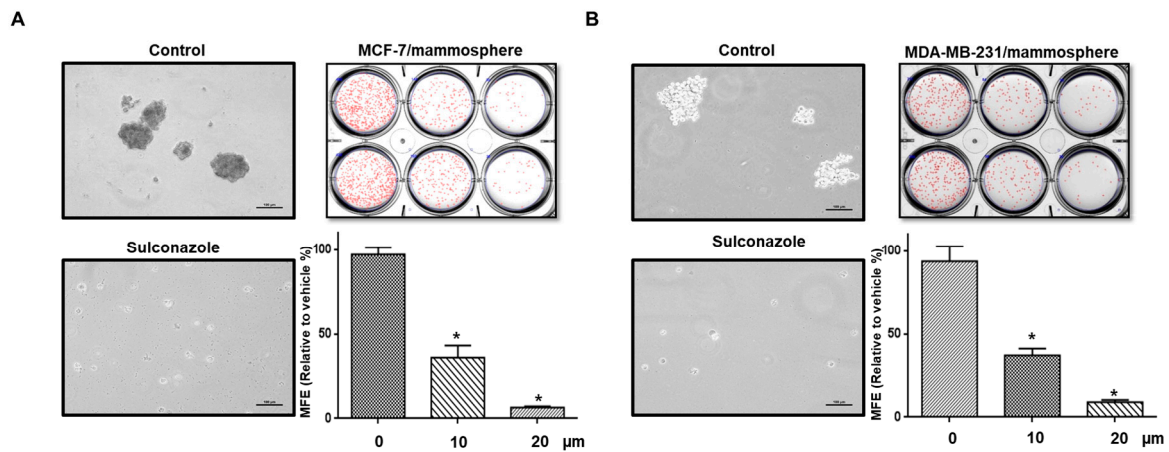 A
Control
MCF-7/mammosphere
Sulconazole
MFE (Relative to vehicle %)
100
50
0
0 10 20 µm
B
Control
MDA-MB-231/mammosphere
Sulconazole
MFE (Relative to vehicle %)
100
50
0
0 10 20 µm
*
*
*
*